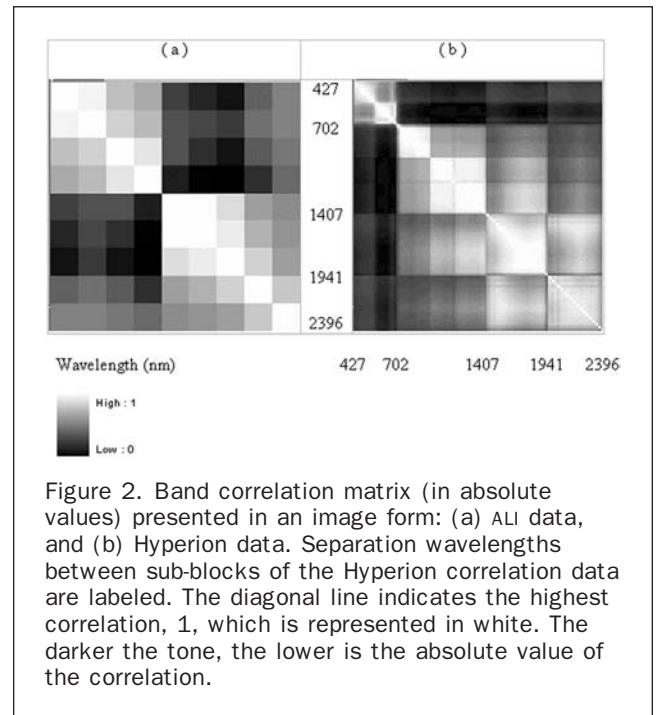 (a) (b)
427
702
1407
1941
2396
Wavelength (nm) 427 702 1407 1941 2396
High : 1
Low : 0
Figure 2. Band correlation matrix (in absolute
values) presented in an image form: (a) ALI data,
and (b) Hyperion data. Separation wavelengths
between sub-blocks of the Hyperion correlation data
are labeled. The diagonal line indicates the highest
correlation, 1, which is represented in white. The
darker the tone, the lower is the absolute value of
the correlation.